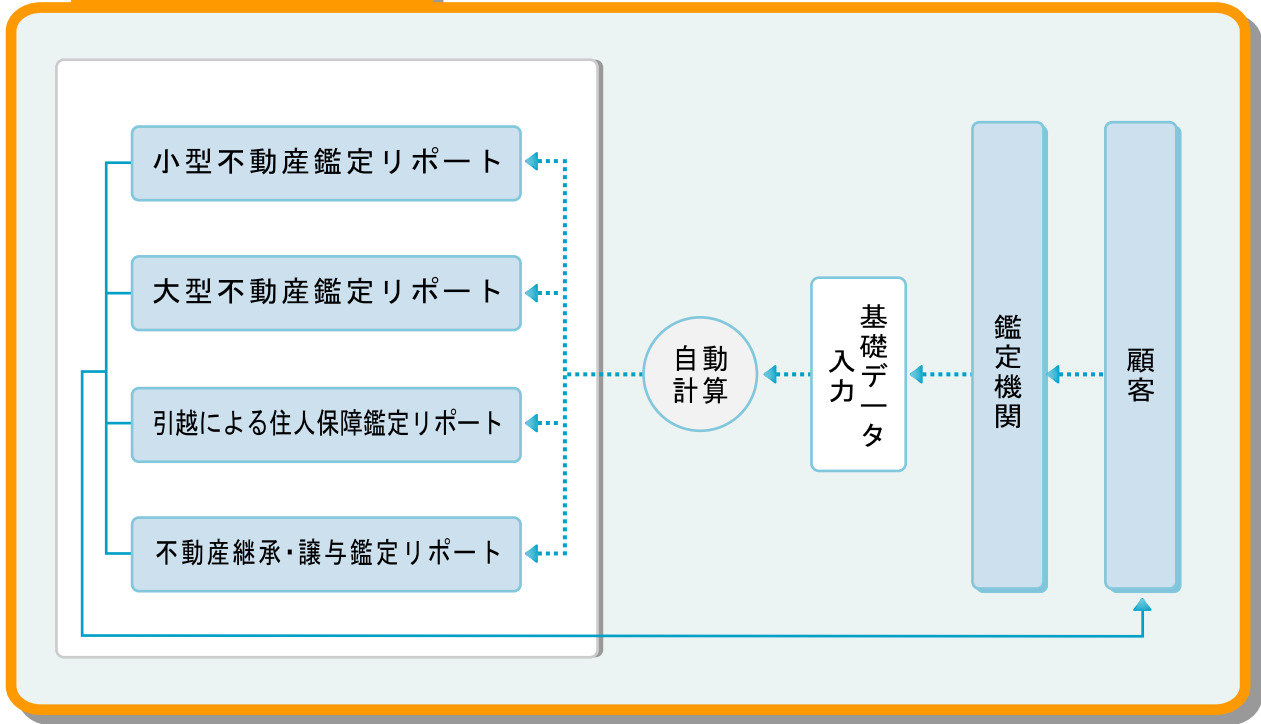 小型不動産鑑定リポート
大型不動産鑑定リポート
引越による住人保障鑑定リポート
不動産継承・譲与鑑定リポート
自動
計算
基礎データ
入力
鑑定機関
顧客